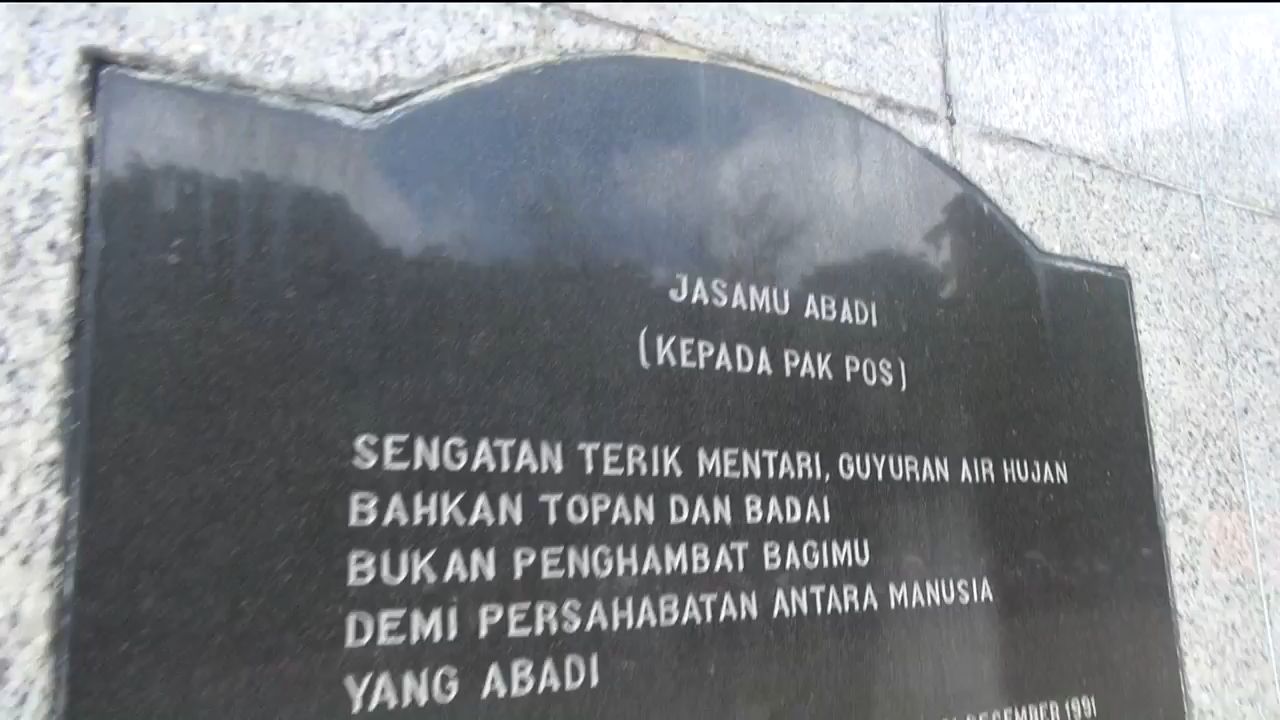 JASAMU ABADI
(KEPADA PAK POS)
SENGATAN TERIK MENTARI, GUYURAN AIR HUJAN
BAHKAN TOPAN DAN BADAI
BUKAN PENGHAMBAT BAGIMU
DEMI PERSAHABATAN ANTARA MANUSIA
YANG ABADI
DECEMBER 1991